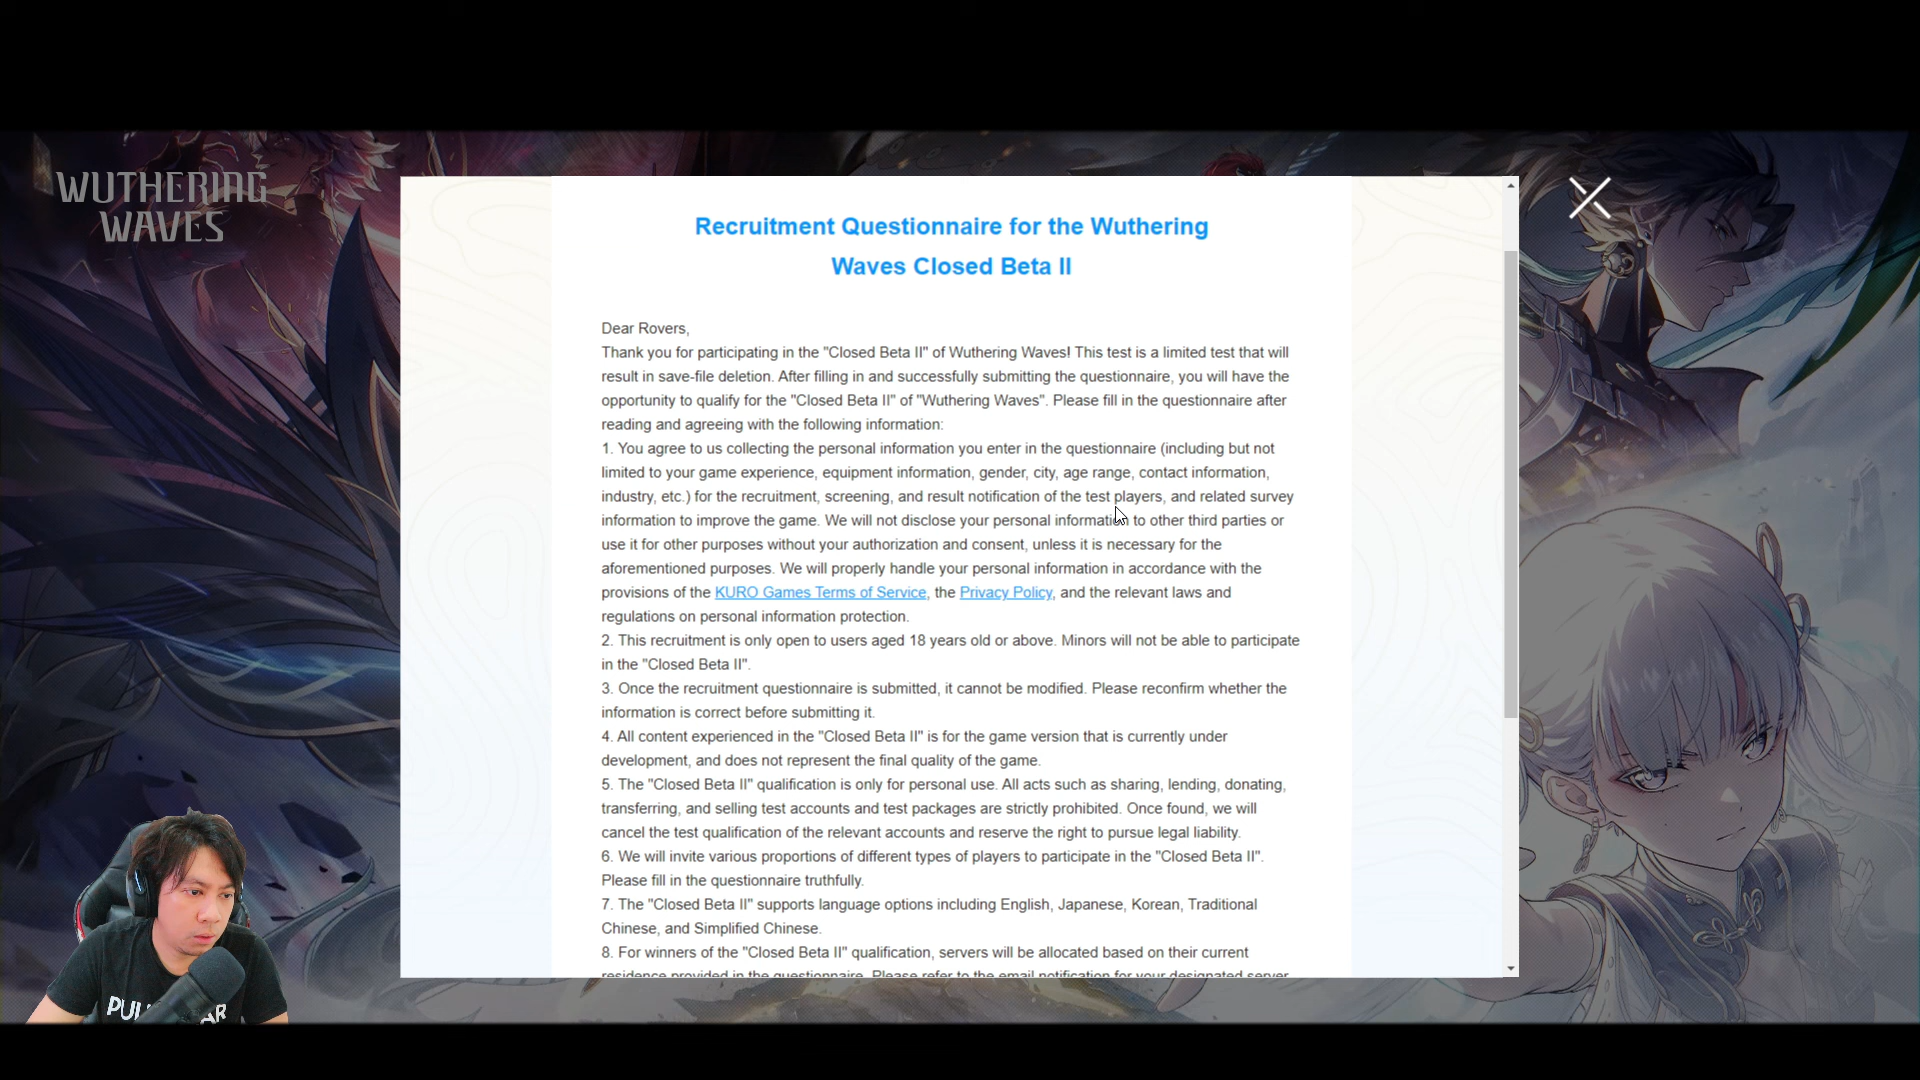 WUTHERING
WAVES
Recruitment Questionnaire for the Wuthering
Waves Closed Beta II
Dear Rovers,
Thank you for participating in the "Closed Beta II" of Wuthering Waves! This test is a limited test that will
result in save-file deletion. After filling in and successfully submitting the questionnaire, you will have the
opportunity to qualify for the "Closed Beta II" of "Wuthering Waves". Please fill in the questionnaire after
reading and agreeing with the following information:
1. You agree to us collecting the personal information you enter in the questionnaire (including but not
limited to your game experience, equipment information, gender, city, age range, contact information,
industry, etc.) for the recruitment, screening, and result notification of the test players, and related survey
information to improve the game. We will not disclose your personal information to other third parties or
use it for other purposes without your authorization and consent, unless it is necessary for the
aforementioned purposes. We will properly handle your personal information in accordance with the
provisions of the KURO Games Terms of Service, the Privacy Policy, and the relevant laws and
regulations on personal information protection.
2. This recruitment is only open to users aged 18 years old or above. Minors will not be able to participate
in the "Closed Beta II".
3. Once the recruitment questionnaire is submitted, it cannot be modified. Please reconfirm whether the
information is correct before submitting it.
4. All content experienced in the "Closed Beta II" is for the game version that is currently under
development, and does not represent the final quality of the game.
5. The "Closed Beta II" qualification is only for personal use. All acts such as sharing, lending, donating,
transferring, and selling test accounts and test packages are strictly prohibited. Once found, we will
cancel the test qualification of the relevant accounts and reserve the right to pursue legal liability.
6. We will invite various proportions of different types of players to participate in the "Closed Beta II".
Please fill in the questionnaire truthfully.
7. The "Closed Beta II" supports language options including English, Japanese, Korean, Traditional
Chinese, and Simplified Chinese.
8. For winners of the "Closed Beta II" qualification, servers will be allocated based on their current
residence provided in the questionnaire. Please refer to the email notification for your designated server